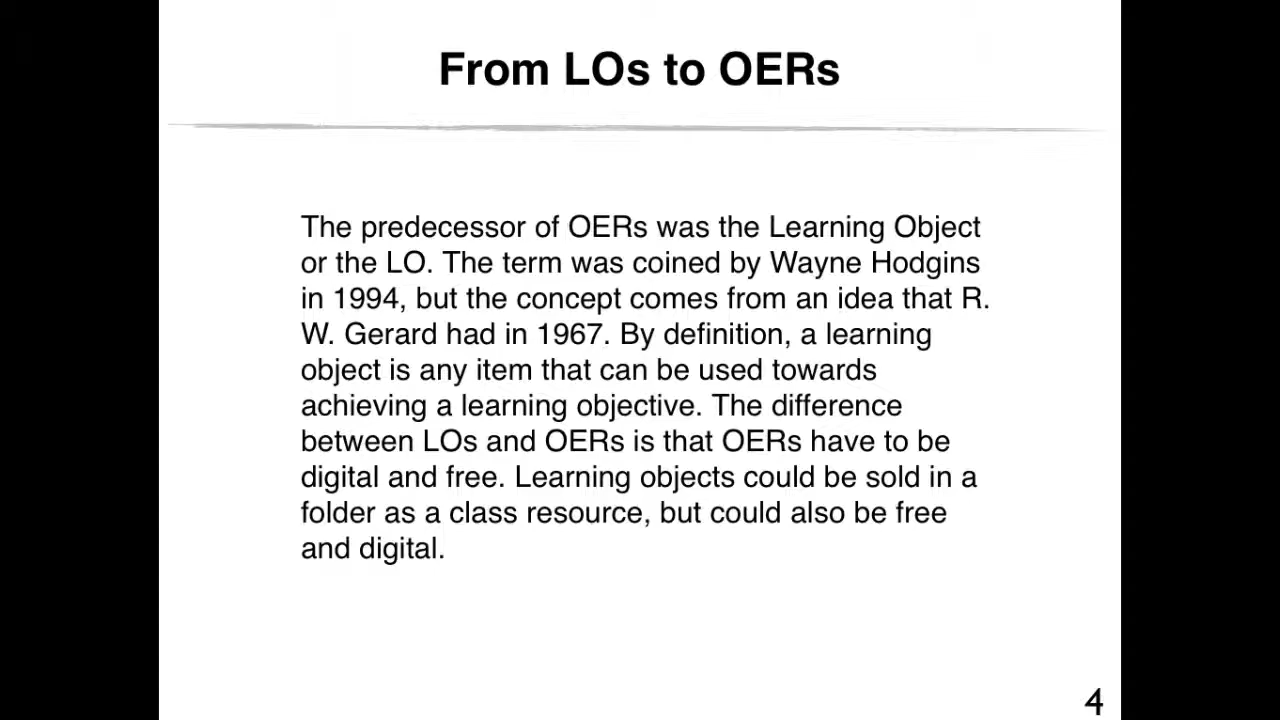 From LOs to OERs
The predecessor of OERs was the Learning Object
or the LO. The term was coined by Wayne Hodgins
in 1994, but the concept comes from an idea that R.
W. Gerard had in 1967. By definition, a learning
object is any item that can be used towards
achieving a learning objective. The difference
between LOs and OERs is that OERs have to be
digital and free. Learning objects could be sold in a
folder as a class resource, but could also be free
and digital.
4